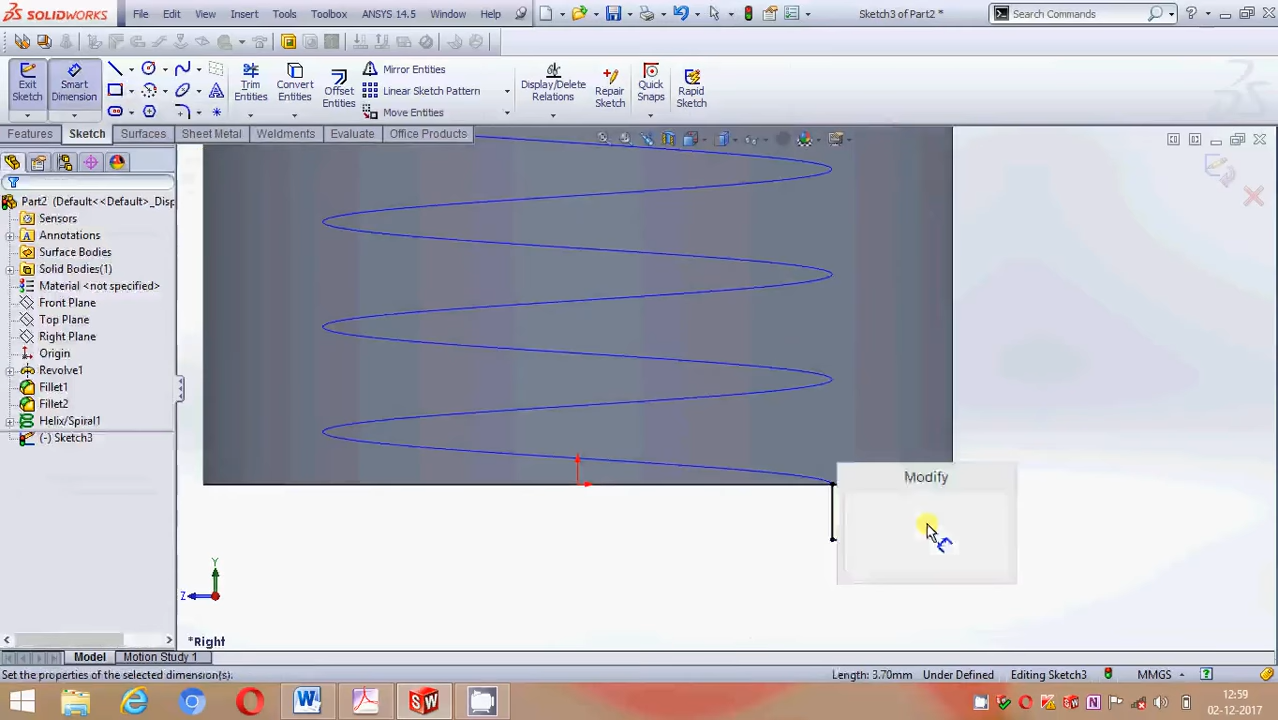 SOLIDWORKS File Edit View Insert Tools Toolbox ANSYS 14.5 Window Help Sketch3 of Part2 * Search Commands
Exit Sketch Smart Dimension Trim Entities Convert Entities Offset Entities Mirror Entities Linear Sketch Pattern Move Entities Display/Delete Relations Repair Sketch Quick Snaps Rapid Sketch
Features Sketch Surfaces Sheet Metal Weldments Evaluate Office Products
Part2 (Default<<Default>_Disp
Sensors
Annotations
Surface Bodies
Solid Bodies(1)
Material <not specified>
Front Plane
Top Plane
Right Plane
Origin
Revolve1
Fillet1
Fillet2
Helix/Spiral1
(-) Sketch3
Modify
Y
Z
*Right
Model Motion Study 1
Set the properties of the selected dimension(s). Length: 3.70mm Under Defined Editing Sketch3 MMGS
12:59
02-12-2017